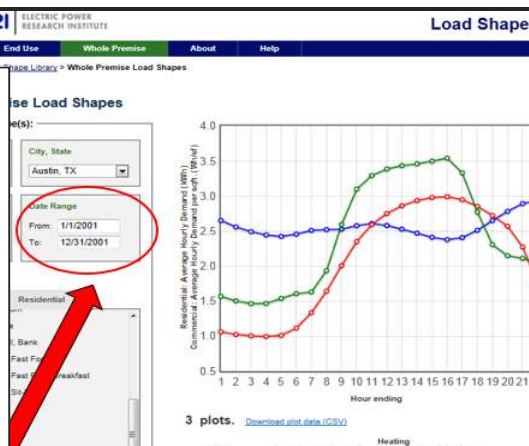 ELECTRIC POWER
RESEARCH INSTITUTE
Load Shape
End Use Whole Premise About Help
Shape Library > Whole Premise Load Shapes
ise Load Shapes
pe(s):
City, State
Austin, TX
Date Range
From: 1/1/2001
To: 12/31/2001
Residential
l, Bank
Fast Fo
Fast F reakfast
Sit-
Residential: Average Hourly Demand (kWh)
Commercial: Average Hourly Demand per sqft. (Wh/sf)
4.0
3.5
3.0
2.5
2.0
1.5
1.0
0.5
1 2 3 4 5 6 7 8 9 10 11 12 13 14 15 16 17 18 19 20 21
Hour ending
3 plots. Download plot data (CSV)
Heating